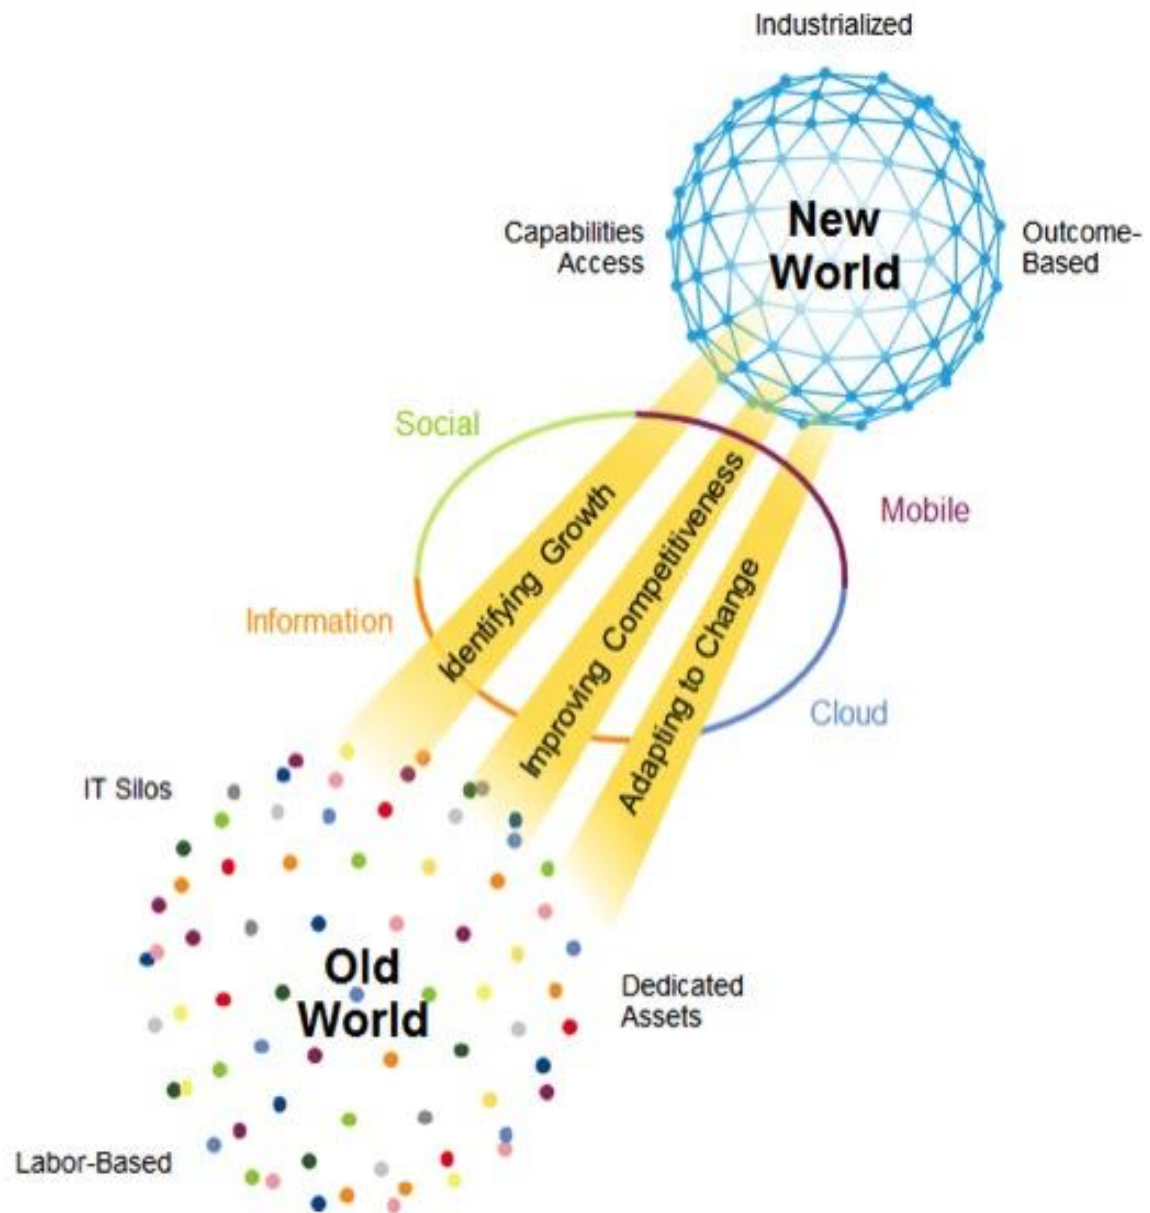 Industrialized
New
World
Capabilities
Access
Outcome-
Based
Social
Mobile
Identifying Growth
Improving Competitiveness
Adapting to Change
Information
Cloud
IT Silos
Old
World
Dedicated
Assets
Labor-Based